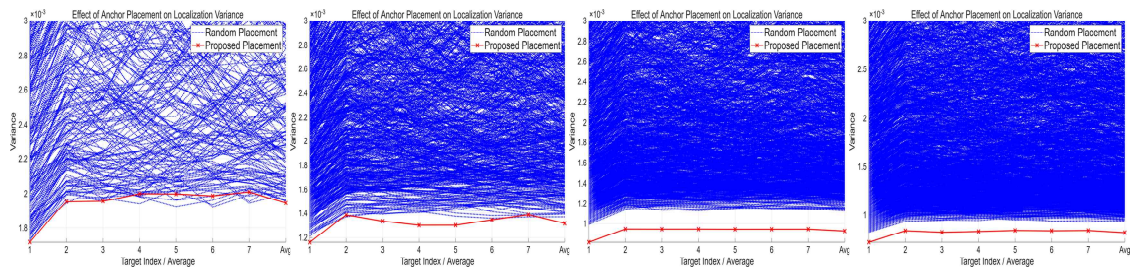 ×10⁻³ Effect of Anchor Placement on Localization Variance
Random Placement
Proposed Placement
3
2.8
2.6
2.4
2.2
2
1.8
Variance
1 2 3 4 5 6 7 Avg
Target Index / Average
×10⁻³ Effect of Anchor Placement on Localization Variance
Random Placement
Proposed Placement
3
2.8
2.6
2.4
2.2
2
1.8
1.6
1.4
1.2
Variance
1 2 3 4 5 6 7 Avg
Target Index / Average
×10⁻³ Effect of Anchor Placement on Localization Variance
Random Placement
Proposed Placement
3
2.8
2.6
2.4
2.2
2
1.8
1.6
1.4
1.2
1
Variance
1 2 3 4 5 6 7 Avg
Target Index / Average
×10⁻³ Effect of Anchor Placement on Localization Variance
Random Placement
Proposed Placement
3
2.5
2
1.5
1
Variance
1 2 3 4 5 6 7 Avg
Target Index / Average